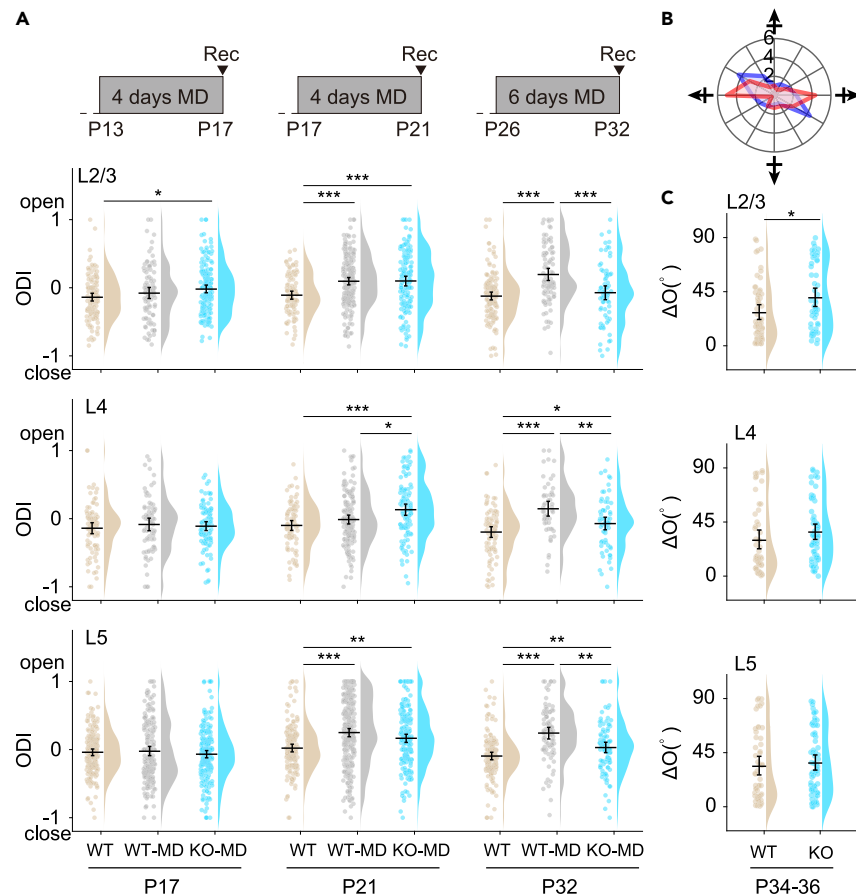 A
Rec
Rec
Rec
4 days MD
4 days MD
6 days MD
P13
P17
P17
P21
P26
P32
L2/3
open
1
ODI
0
-1
close
*
***
***
***
***
L4
open
1
ODI
0
-1
close
***
*
*
***
**
L5
open
1
ODI
0
-1
close
**
***
**
***
**
WT
WT-MD
KO-MD
WT
WT-MD
KO-MD
WT
WT-MD
KO-MD
P17
P21
P32
B
6
4
2
C
L2/3
*
90
ΔO(°)
45
0
L4
90
ΔO(°)
45
0
L5
90
ΔO(°)
45
0
WT
KO
P34-36